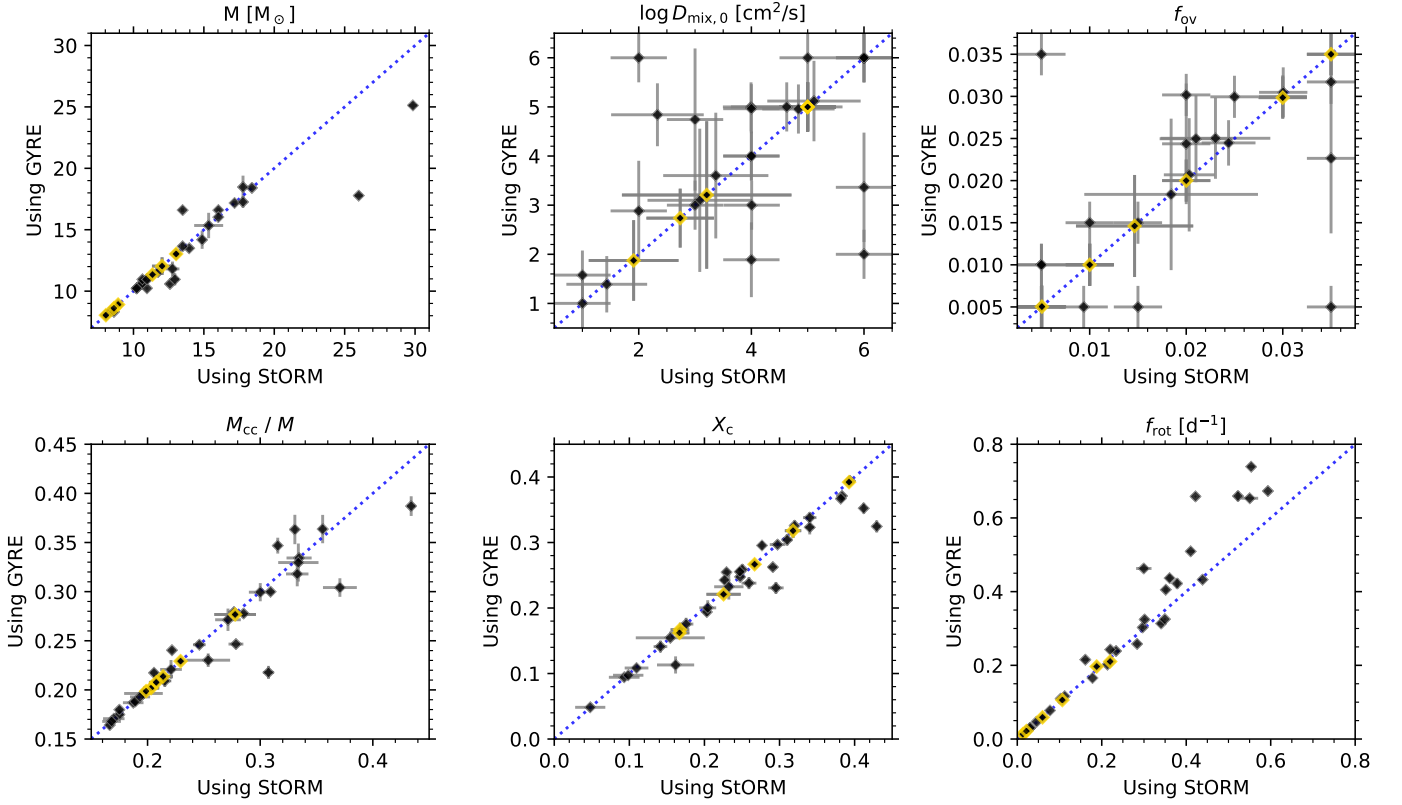 M [M⊙]
30
25
20
15
10
Using GYRE
10 15 20 25 30
Using StORM
log D_mix, 0 [cm²/s]
6
5
4
3
2
1
Using GYRE
2 4 6
Using StORM
f_ov
0.035
0.030
0.025
0.020
0.015
0.010
0.005
Using GYRE
0.01 0.02 0.03
Using StORM
M_cc / M
0.45
0.40
0.35
0.30
0.25
0.20
0.15
Using GYRE
0.2 0.3 0.4
Using StORM
X_c
0.4
0.3
0.2
0.1
0.0
Using GYRE
0.0 0.1 0.2 0.3 0.4
Using StORM
f_rot [d⁻¹]
0.8
0.6
0.4
0.2
0.0
Using GYRE
0.0 0.2 0.4 0.6 0.8
Using StORM